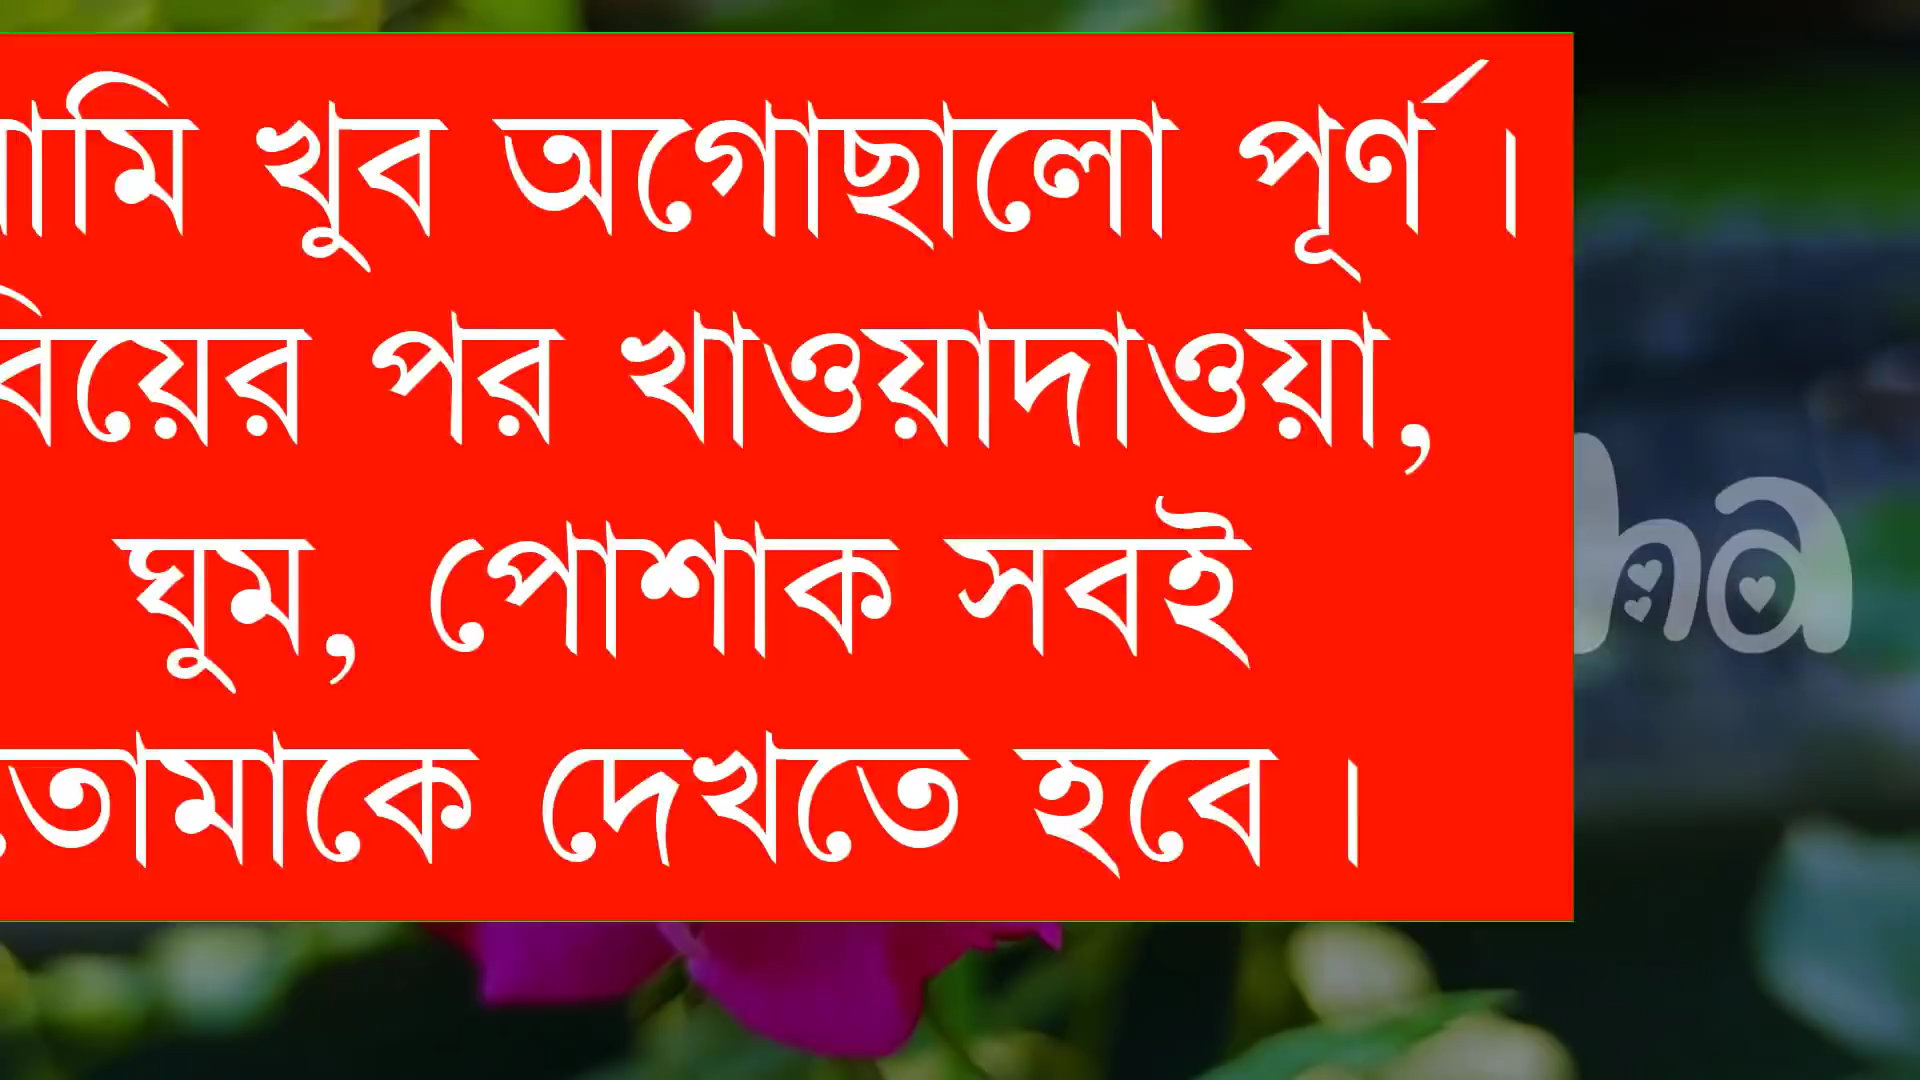 খুব অগোছালো পূর্ণ।
বিয়ের পর খাওয়াদাওয়া,
ঘুম, পোশাক সবই
তোমাকে দেখতে হবে।